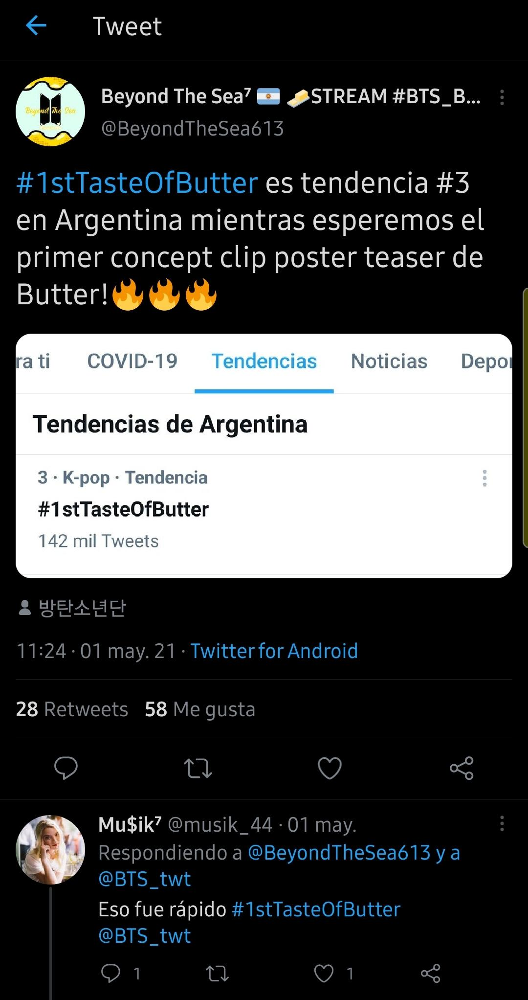 Tweet
Beyond The Sea⁷ 🇦🇷 🧈STREAM #BTS_B...
@BeyondTheSea613
Beyond The Sea
#1stTasteOfButter es tendencia #3
en Argentina mientras esperemos el
primer concept clip poster teaser de
Butter!🔥🔥🔥
ra ti COVID-19 Tendencias Noticias Depor
Tendencias de Argentina
3 · K-pop · Tendencia
#1stTasteOfButter
142 mil Tweets
방탄소년단
11:24 · 01 may. 21 · Twitter for Android
28 Retweets 58 Me gusta
Mu$ik⁷ @musik_44 · 01 may.
Respondiendo a @BeyondTheSea613 y a
@BTS_twt
Eso fue rápido #1stTasteOfButter
@BTS_twt
1 1